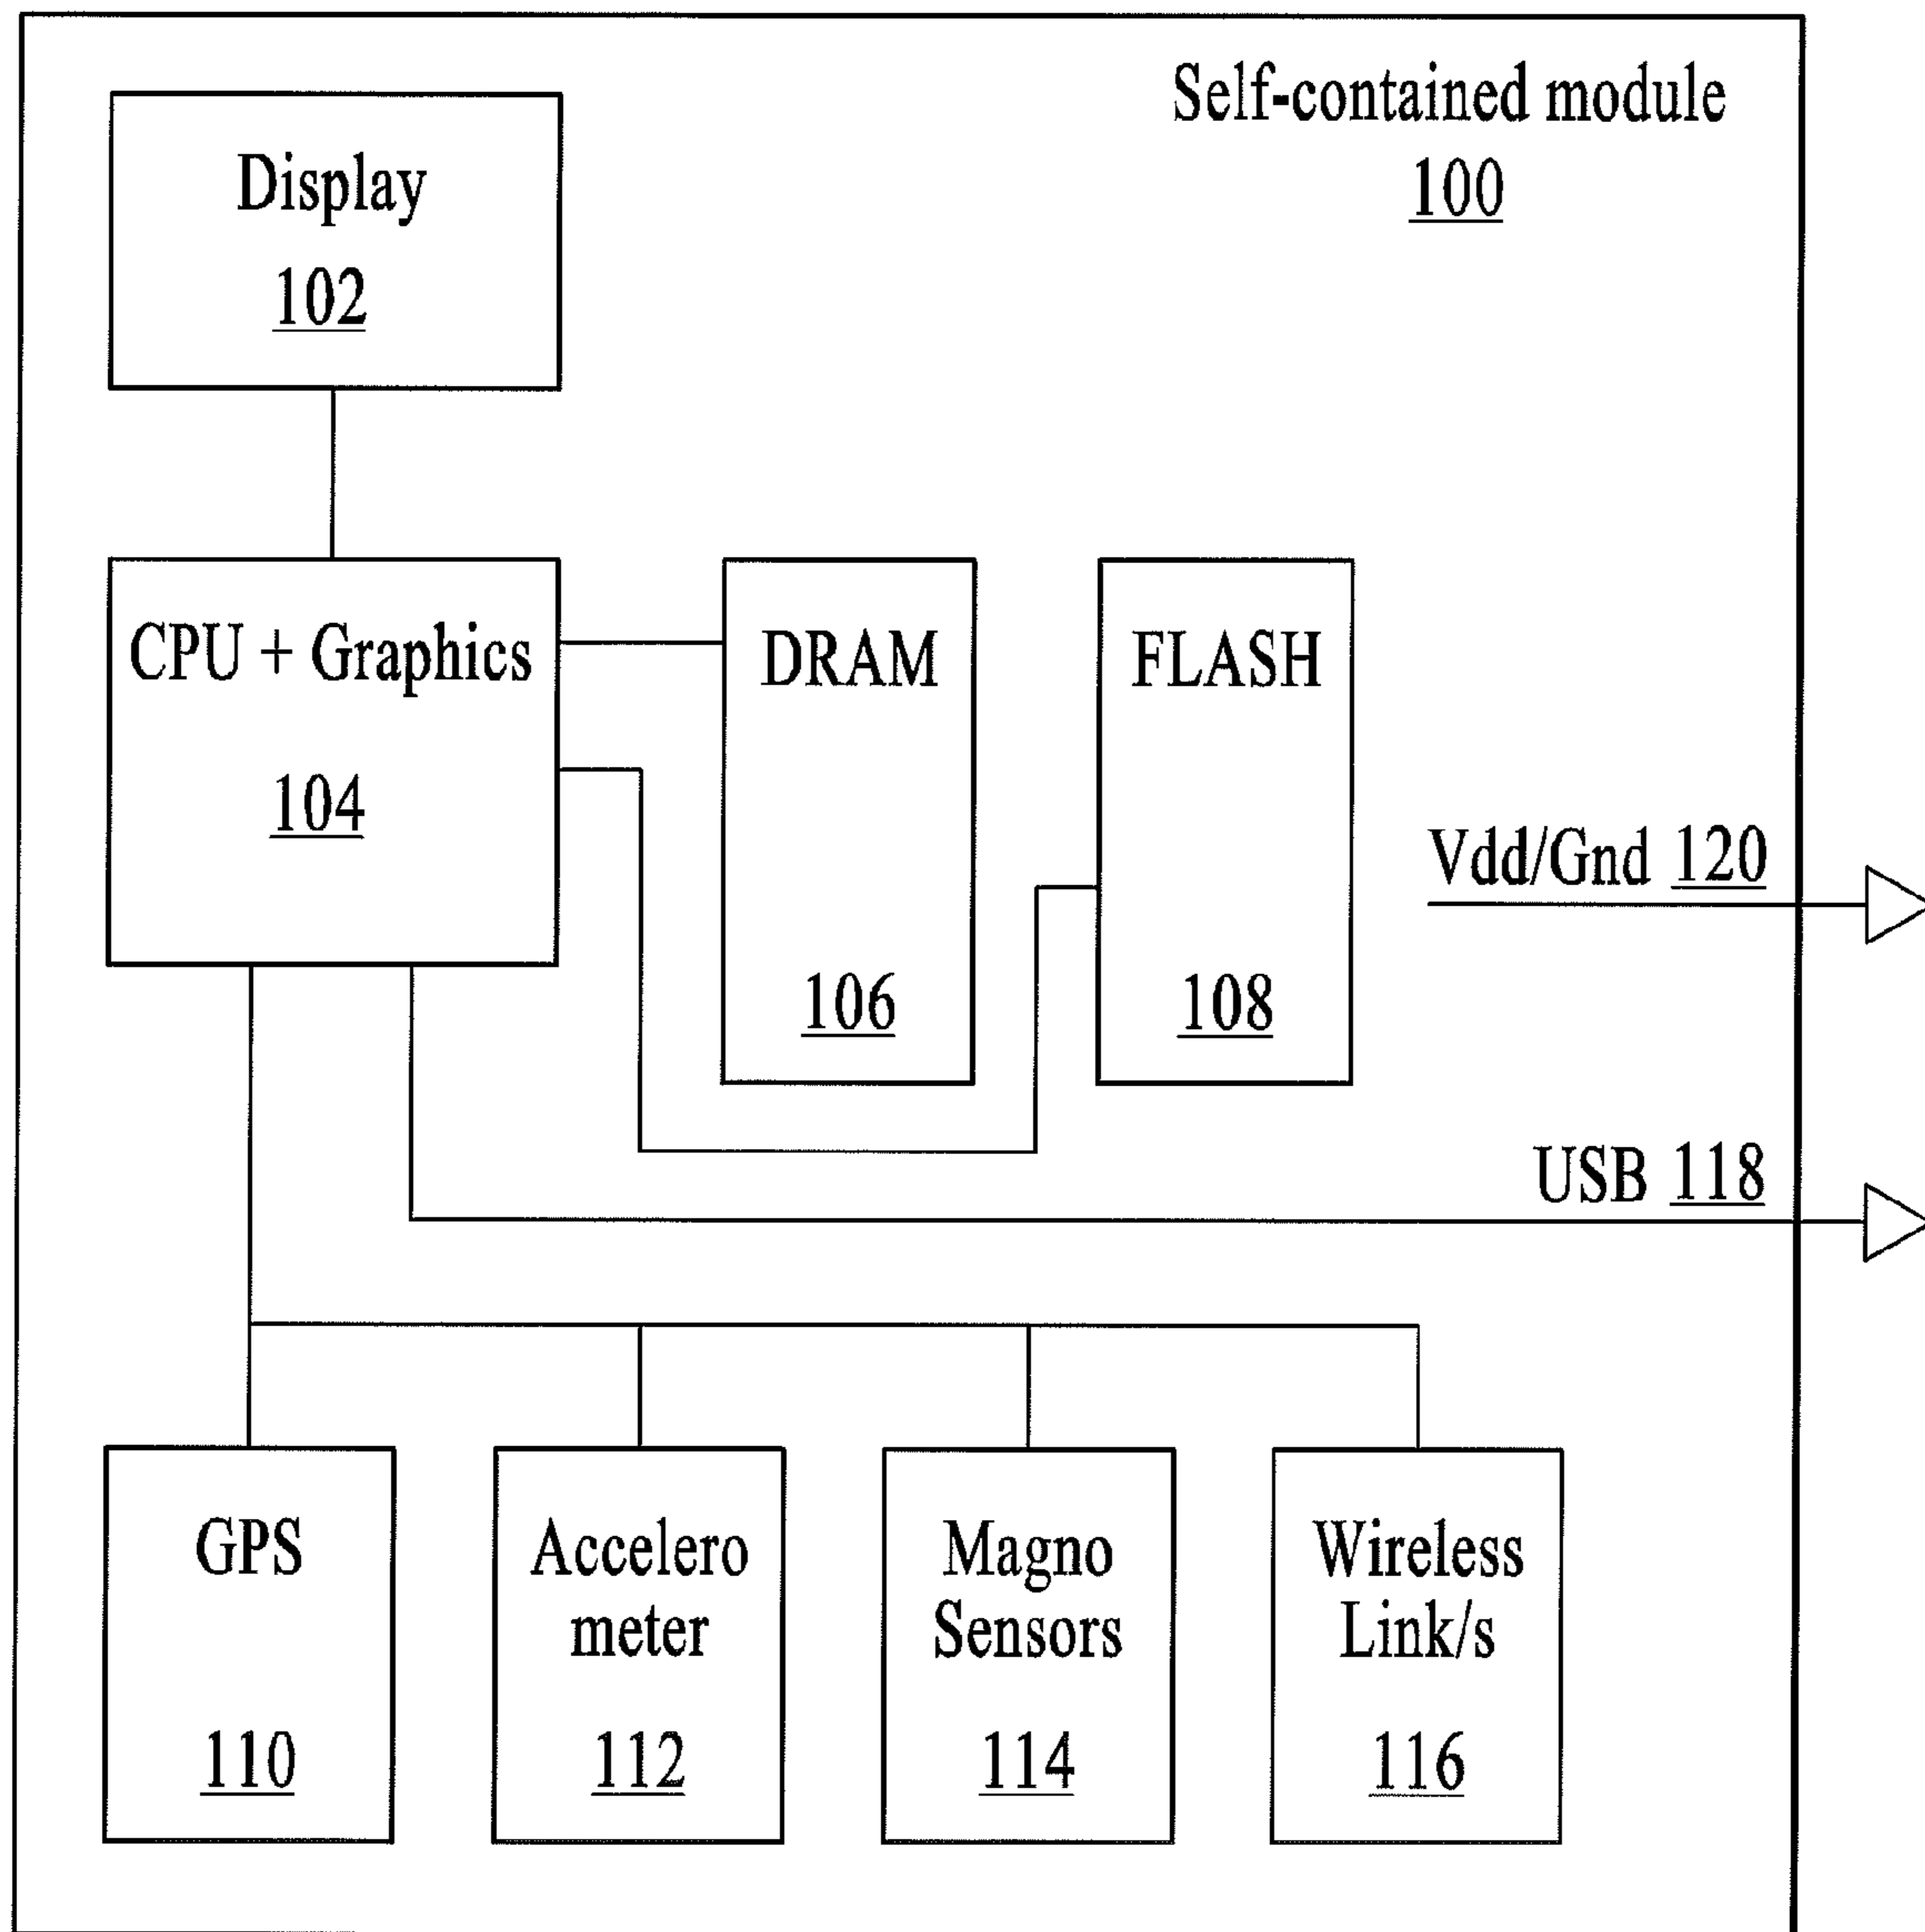 Self-contained module
100
Display
102
CPU + Graphics
104
DRAM
106
FLASH
108
Vdd/Gnd 120
USB 118
GPS
110
Accelero
meter
112
Magno
Sensors
114
Wireless
Link/s
116